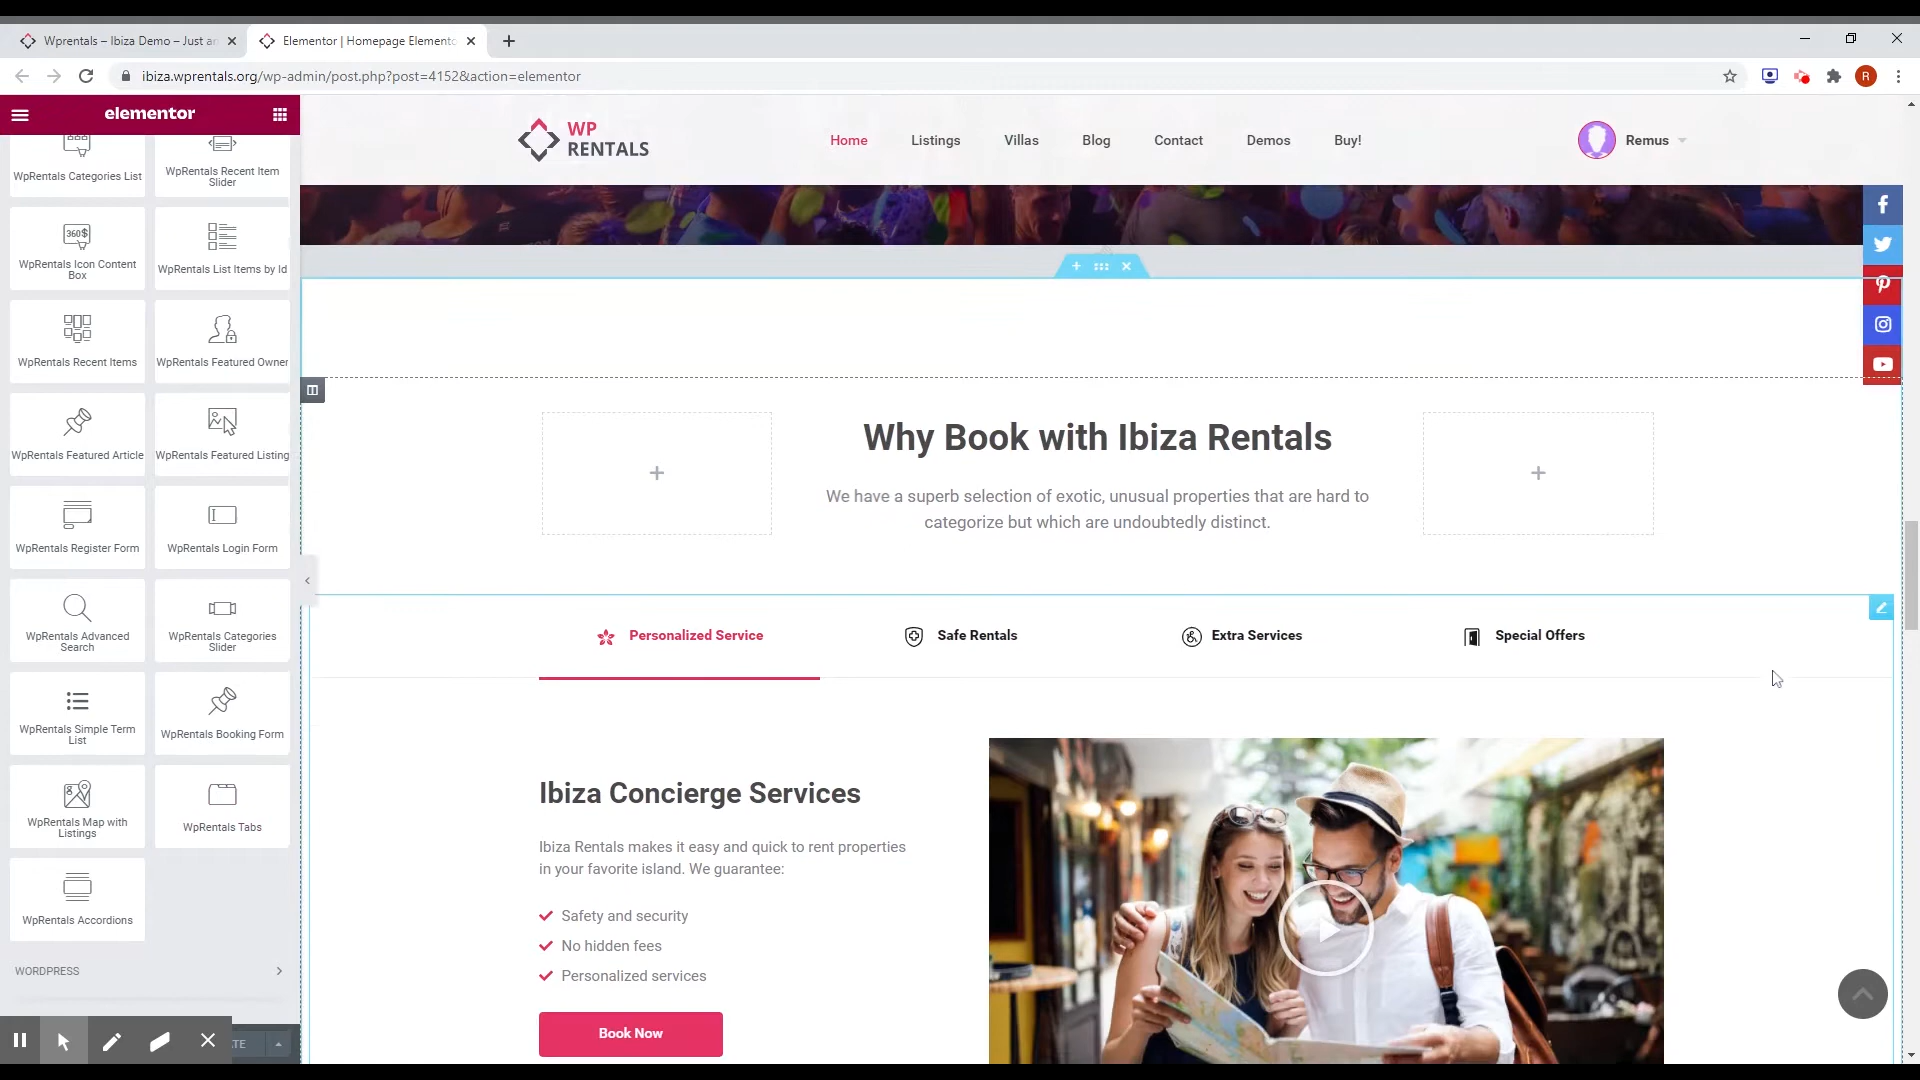 Wprentals – Ibiza Demo – Just an
Elementor | Homepage Elemento
ibiza.wprentals.org/wp-admin/post.php?post=4152&action=elementor
R
elementor
WpRentals Categories List
WpRentals Recent Item
Slider
360$
WpRentals Icon Content
Box
WpRentals List Items by Id
WpRentals Recent Items
WpRentals Featured Owner
WpRentals Featured Article
WpRentals Featured Listing
WpRentals Register Form
WpRentals Login Form
WpRentals Advanced
Search
WpRentals Categories
Slider
WpRentals Simple Term
List
WpRentals Booking Form
WpRentals Map with
Listings
WpRentals Tabs
WpRentals Accordions
WORDPRESS
TE
WP
RENTALS
Home
Listings
Villas
Blog
Contact
Demos
Buy!
Remus
Why Book with Ibiza Rentals
We have a superb selection of exotic, unusual properties that are hard to
categorize but which are undoubtedly distinct.
Personalized Service
Safe Rentals
Extra Services
Special Offers
Ibiza Concierge Services
Ibiza Rentals makes it easy and quick to rent properties
in your favorite island. We guarantee:
Safety and security
No hidden fees
Personalized services
Book Now